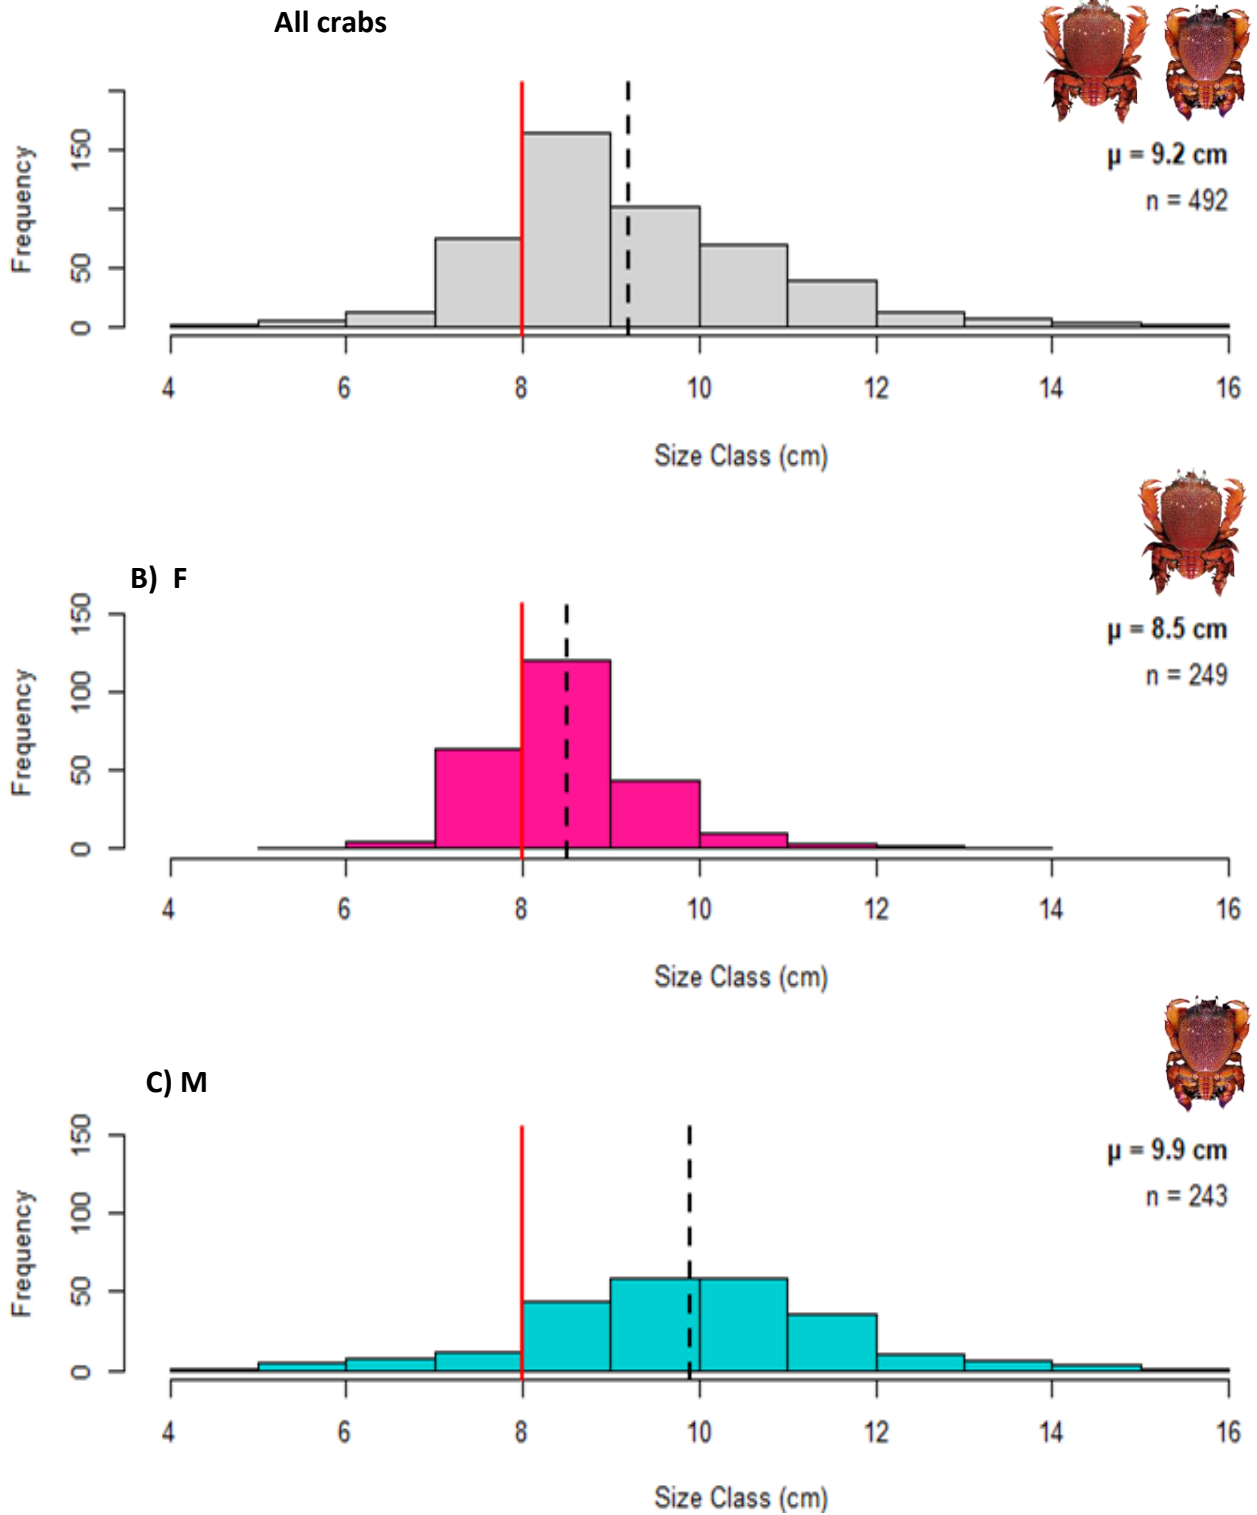 All crabs
μ = 9.2 cm
n = 492
Frequency
0 50 150
4 6 8 10 12 14 16
Size Class (cm)
B) F
μ = 8.5 cm
n = 249
Frequency
0 50 100 150
4 6 8 10 12 14 16
Size Class (cm)
C) M
μ = 9.9 cm
n = 243
Frequency
0 50 100 150
4 6 8 10 12 14 16
Size Class (cm)